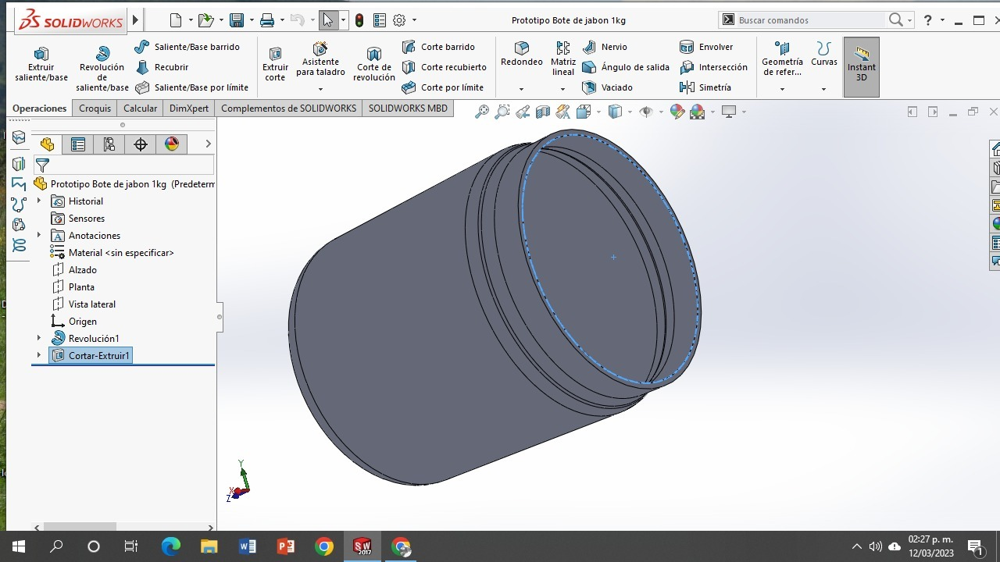 SOLIDWORKS
Prototipo Bote de jabon 1kg
Buscar comandos
?
Extruir saliente/base
Revolución de saliente/base
Saliente/Base barrido
Recubrir
Saliente/Base por límite
Extruir corte
Asistente para taladro
Corte de revolución
Corte barrido
Corte recubierto
Corte por límite
Redondeo
Matriz lineal
Nervio
Ángulo de salida
Vaciado
Envolver
Intersección
Simetría
Geometría de refer...
Curvas
Instant 3D
Operaciones
Croquis
Calcular
DimXpert
Complementos de SOLIDWORKS
SOLIDWORKS MBD
Prototipo Bote de jabon 1kg (Predeterm
Historial
Sensores
A Anotaciones
Material <sin especificar>
Alzado
Planta
Vista lateral
Origen
Revolución1
Cortar-Extruir1
Y
X
Z
W
P
SW
2017
02:27 p. m.
12/03/2023
1